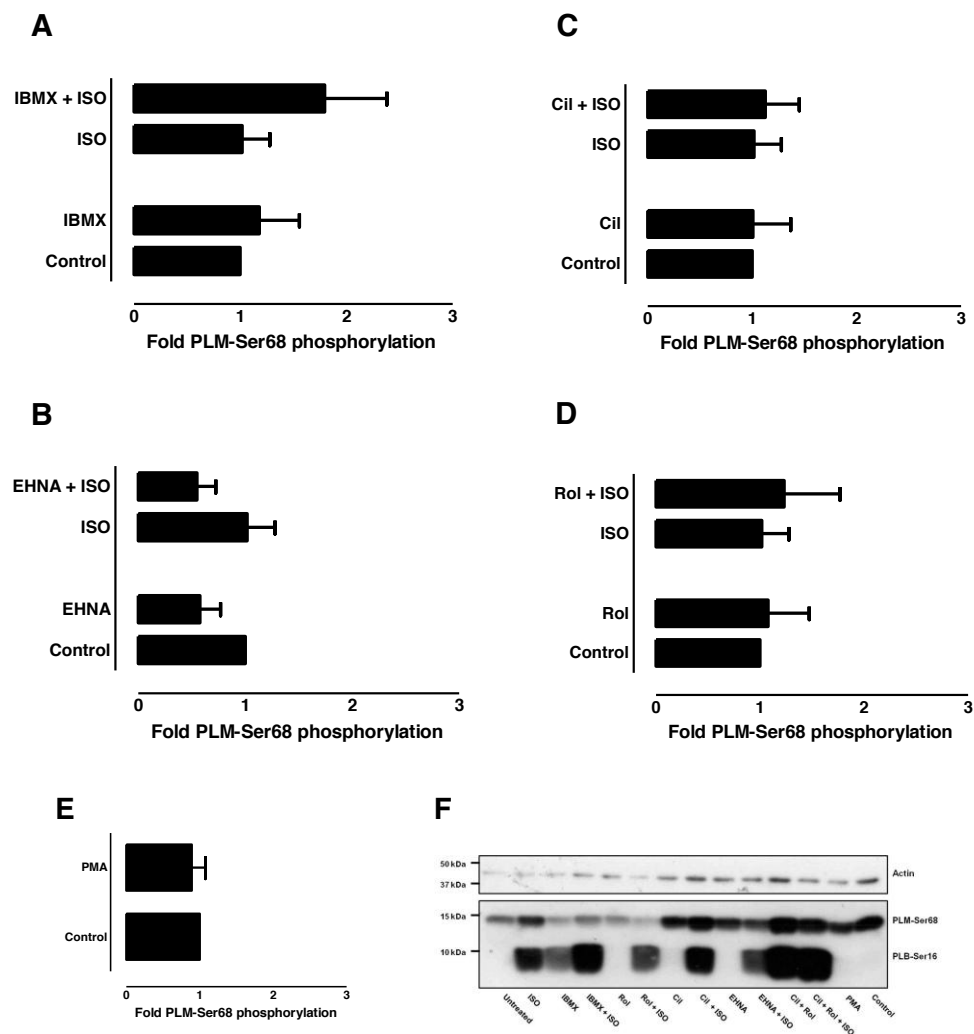 A
IBMX + ISO
ISO
IBMX
Control
0 1 2 3
Fold PLM-Ser68 phosphorylation
C
Cil + ISO
ISO
Cil
Control
0 1 2 3
Fold PLM-Ser68 phosphorylation
B
EHNA + ISO
ISO
EHNA
Control
0 1 2 3
Fold PLM-Ser68 phosphorylation
D
Rol + ISO
ISO
Rol
Control
0 1 2 3
Fold PLM-Ser68 phosphorylation
E
PMA
Control
0 1 2 3
Fold PLM-Ser68 phosphorylation
F
50 kDa
37 kDa
Actin
15 kDa
PLM-Ser68
10 kDa
PLB-Ser16
Untreated
ISO
IBMX
IBMX + ISO
Rol
Rol + ISO
Cil
Cil + ISO
EHNA
EHNA + ISO
Cil + Rol
Cil + Rol + ISO
PMA
Control